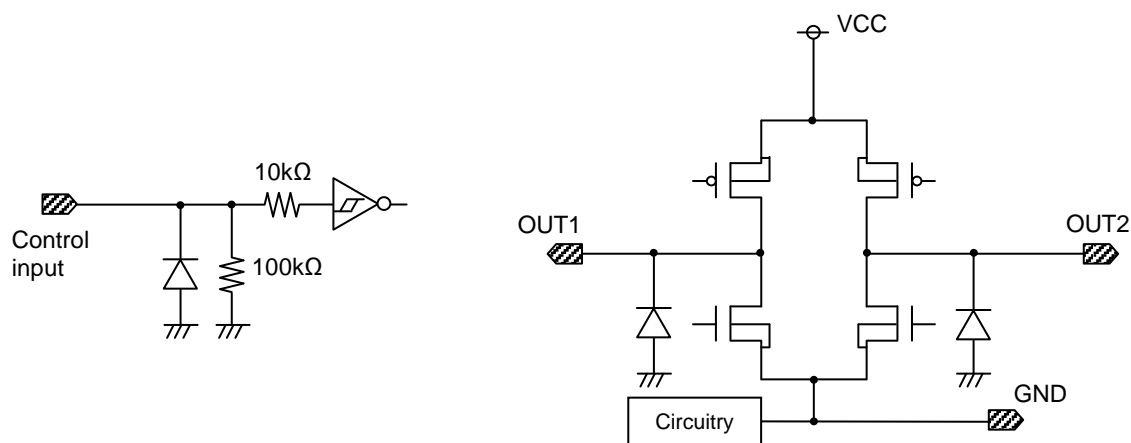 VCC
10kΩ
Control
input
100kΩ
OUT1
OUT2
GND
Circuitry